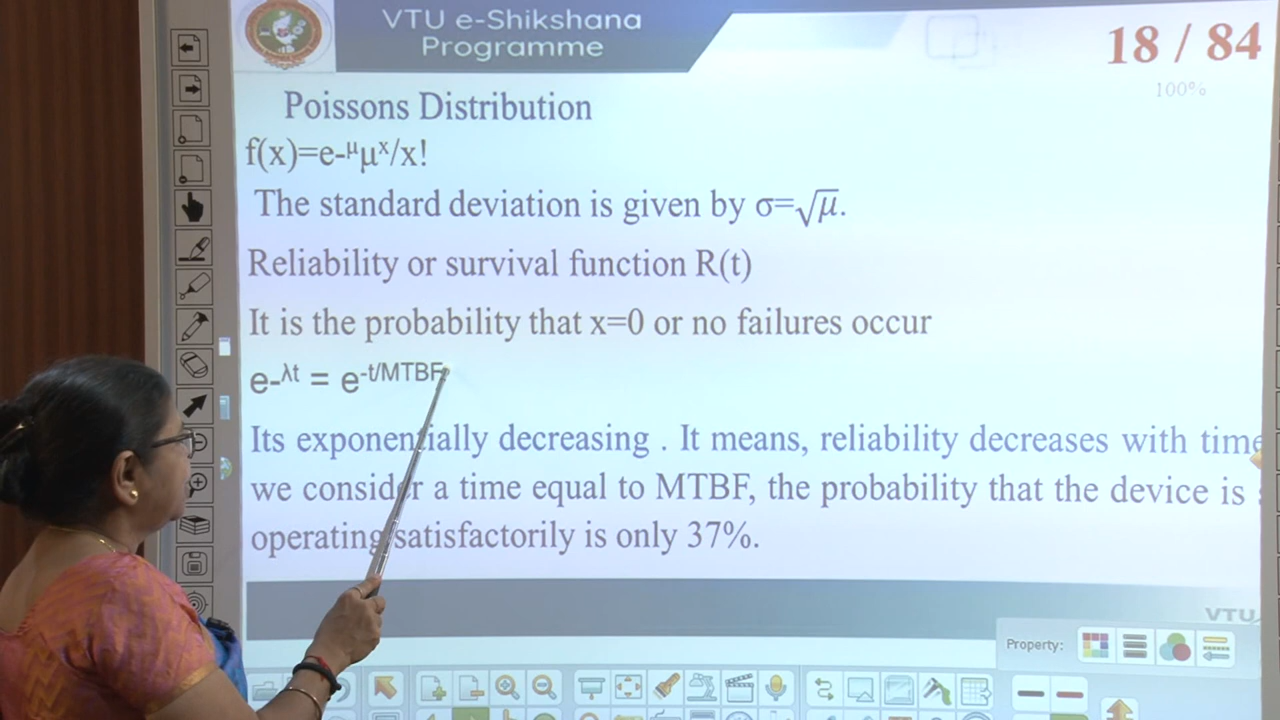 VTU e-Shikshana
Programme
18 / 84
100%
Poissons Distribution
f(x)=e-ᵘμˣ/x!
The standard deviation is given by σ=√μ.
Reliability or survival function R(t)
It is the probability that x=0 or no failures occur
e-^λt = e^-t/MTBF
Its exponentially decreasing . It means, reliability decreases with time
we consider a time equal to MTBF, the probability that the device is
operating satisfactorily is only 37%.
VTU
Property: